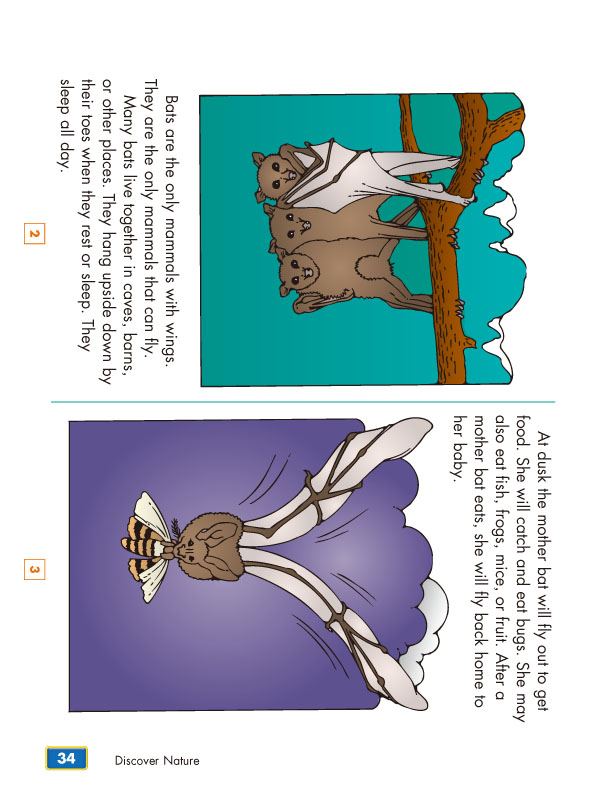 Bats are the only mammals with wings.
They are the only mammals that can fly.
Many bats live together in caves, barns,
or other places. They hang upside down by
their toes when they rest or sleep. They
sleep all day.
2
At dusk the mother bat will fly out to get
food. She will catch and eat bugs. She may
also eat fish, frogs, mice, or fruit. After a
mother bat eats, she will fly back home to
her baby.
3
34
Discover Nature